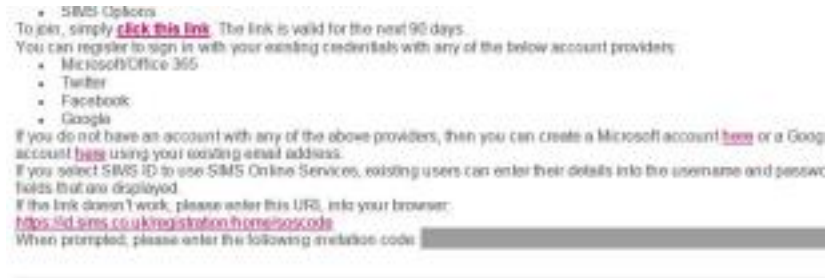 SIMS Options
To join, simply click this link. The link is valid for the next 90 days.
You can register to sign in with your existing credentials with any of the below account providers:
Microsoft/Office 365
Twitter
Facebook
Google
If you do not have an account with any of the above providers, then you can create a Microsoft account here or a Goog
account here using your existing email address.
If you select SIMS ID to use SIMS Online Services, existing users can enter their details into the username and passwo
fields that are displayed.
If the link doesn't work, please enter this URL into your browser:
https://id.sims.co.uk/registration/home/soscode
When prompted, please enter the following invitation code: